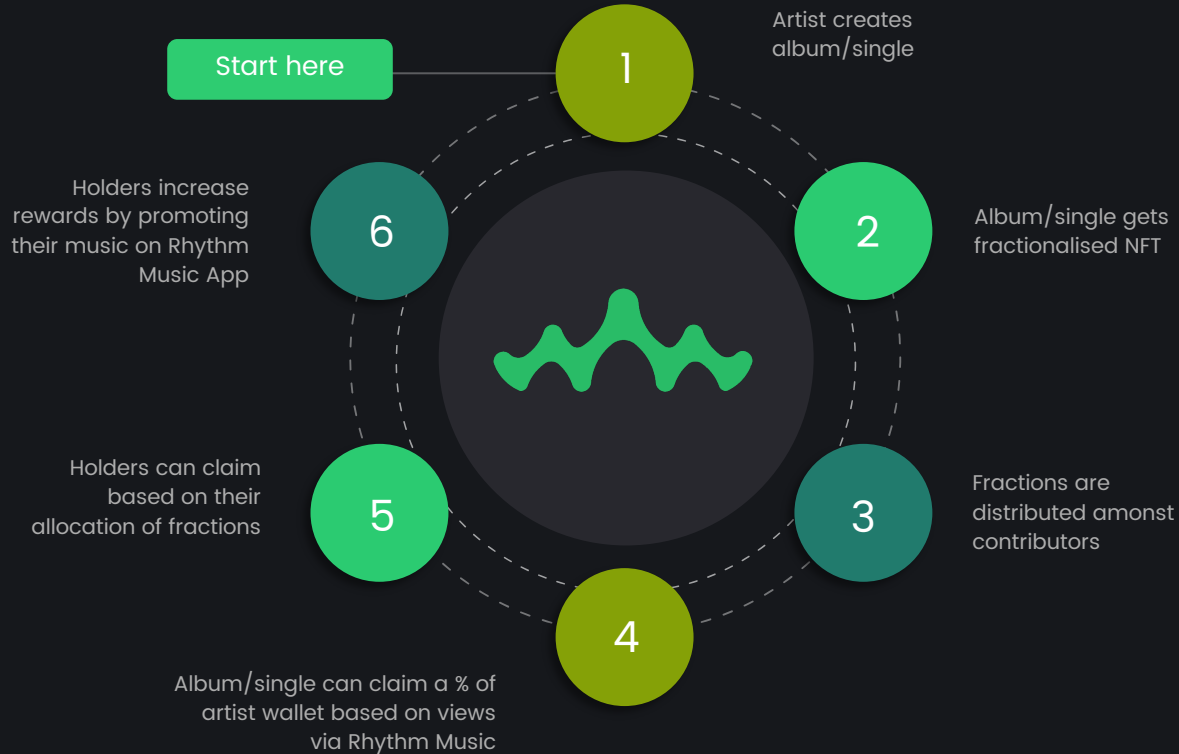 Start here
1
Artist creates
album/single
2
Album/single gets
fractionalised NFT
3
Fractions are
distributed amonst
contributors
4
Album/single can claim a % of
artist wallet based on views
via Rhythm Music
5
Holders can claim
based on their
allocation of fractions
6
Holders increase
rewards by promoting
their music on Rhythm
Music App